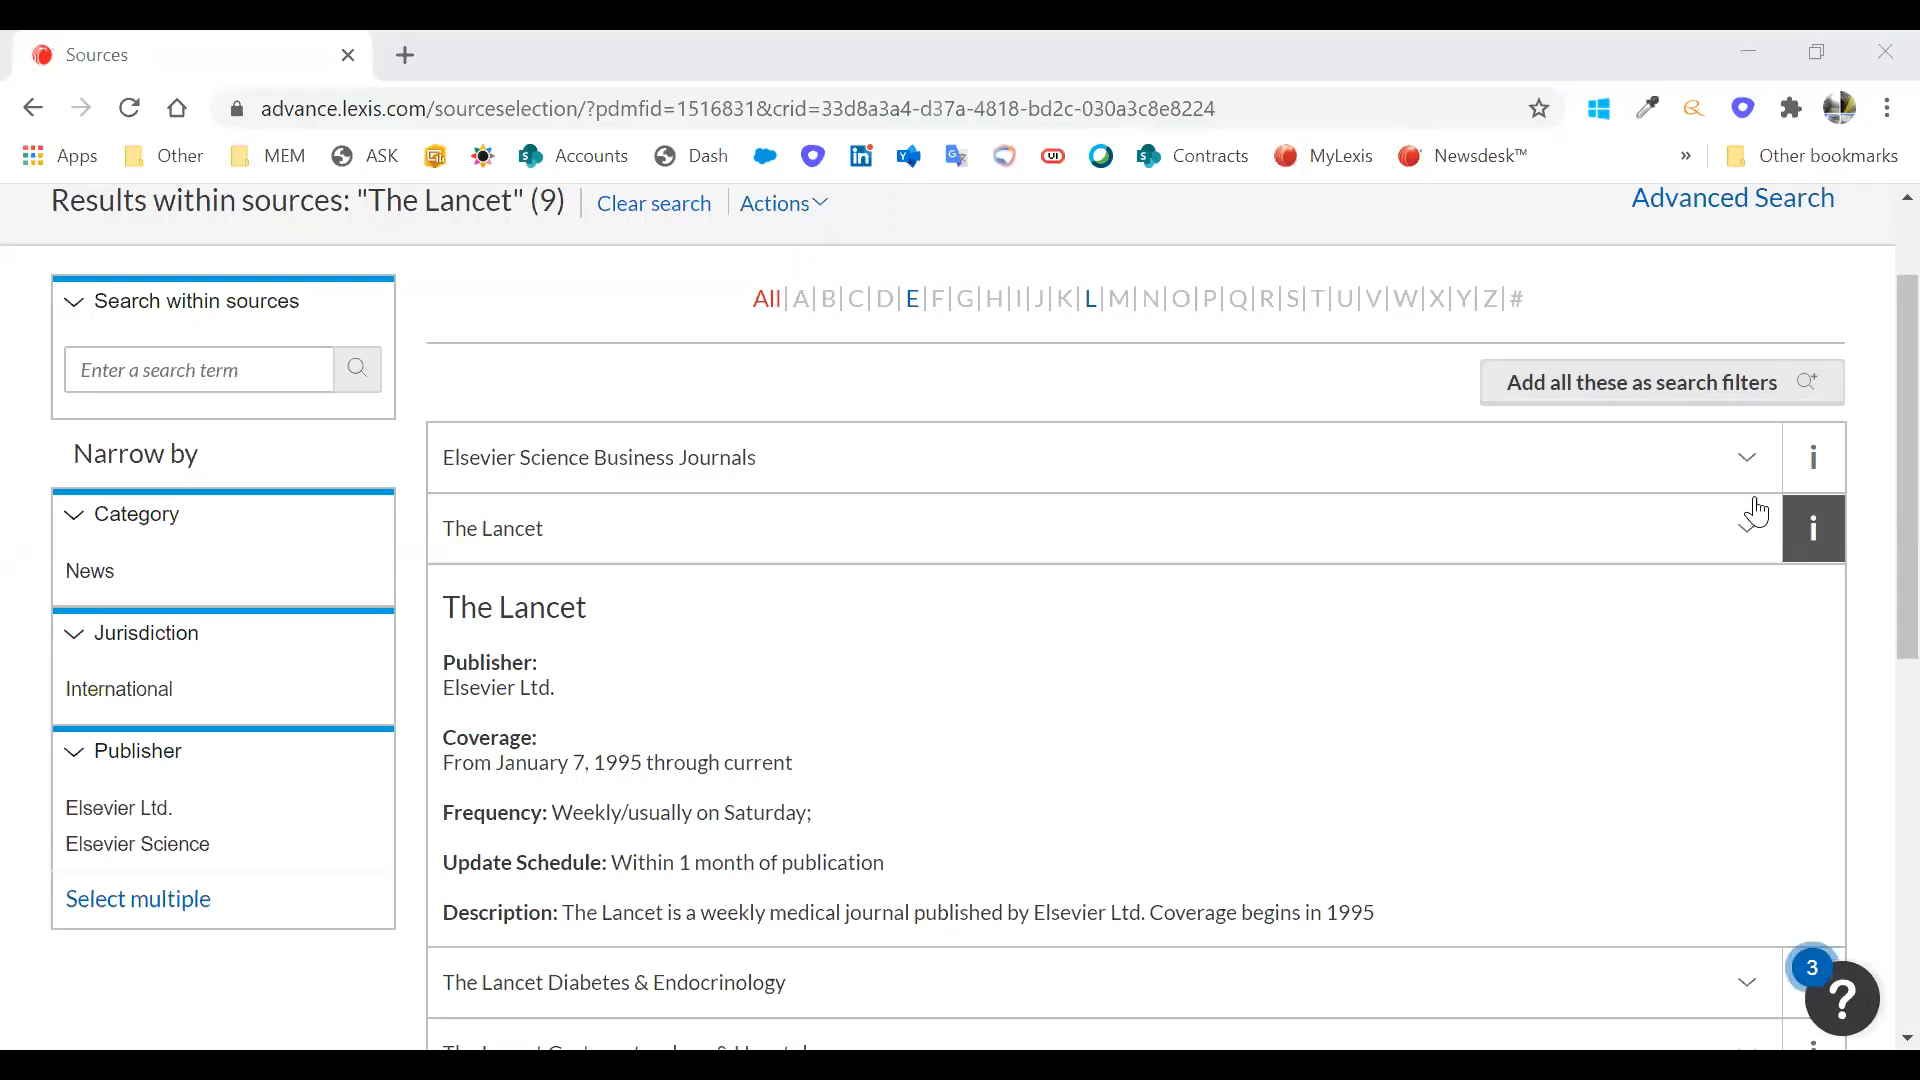 Sources
advance.lexis.com/sourceselection/?pdmfid=1516831&crid=33d8a3a4-d37a-4818-bd2c-030a3c8e8224
Apps Other MEM ASK Accounts Dash Contracts MyLexis Newsdesk™ » Other bookmarks
Results within sources: "The Lancet" (9) Clear search Actions Advanced Search
Search within sources
Enter a search term
Narrow by
Category
News
Jurisdiction
International
Publisher
Elsevier Ltd.
Elsevier Science
Select multiple
All|A|B|C|D|E|F|G|H|I|J|K|L|M|N|O|P|Q|R|S|T|U|V|W|X|Y|Z|#
Add all these as search filters
Elsevier Science Business Journals i
The Lancet i
The Lancet
Publisher:
Elsevier Ltd.
Coverage:
From January 7, 1995 through current
Frequency: Weekly/usually on Saturday;
Update Schedule: Within 1 month of publication
Description: The Lancet is a weekly medical journal published by Elsevier Ltd. Coverage begins in 1995
The Lancet Diabetes & Endocrinology
3
?